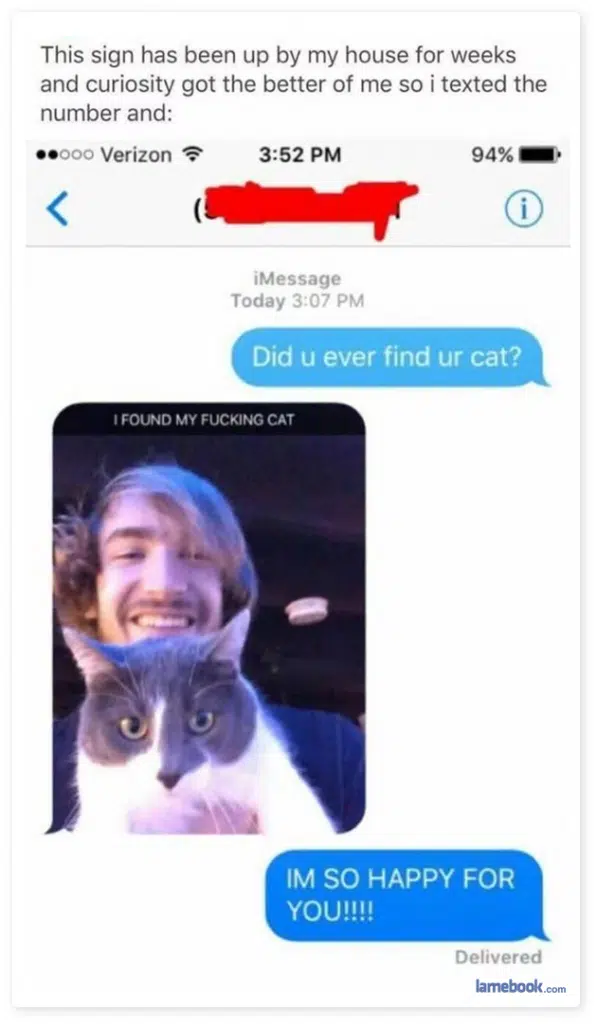 This sign has been up by my house for weeks
and curiosity got the better of me so i texted the
number and:
Verizon 3:52 PM 94%
(
iMessage
Today 3:07 PM
Did u ever find ur cat?
I FOUND MY FUCKING CAT
IM SO HAPPY FOR
YOU!!!!
Delivered
lamebook.com